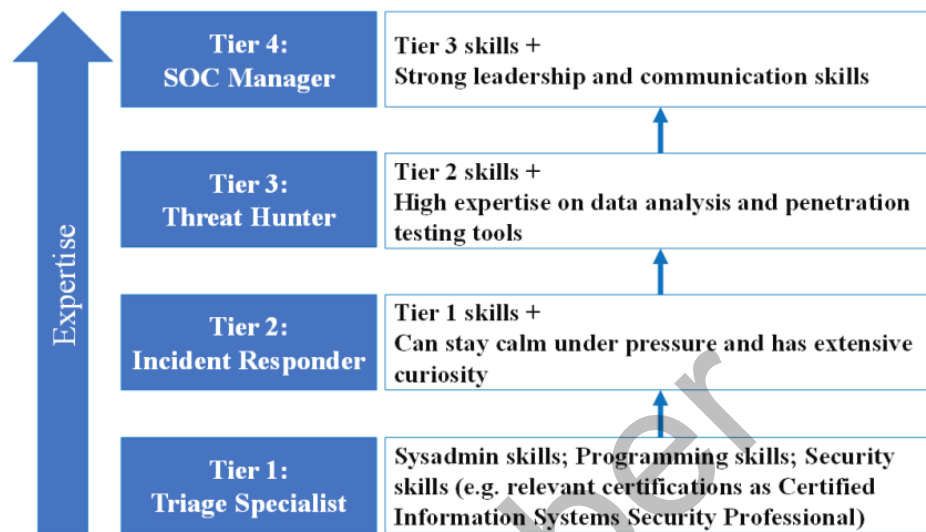 Tier 4:
SOC Manager
Tier 3 skills +
Strong leadership and communication skills
Tier 3:
Threat Hunter
Tier 2 skills +
High expertise on data analysis and penetration
testing tools
Expertise
Tier 2:
Incident Responder
Tier 1 skills +
Can stay calm under pressure and has extensive
curiosity
Tier 1:
Triage Specialist
Sysadmin skills; Programming skills; Security
skills (e.g. relevant certifications as Certified
Information Systems Security Professional)
her